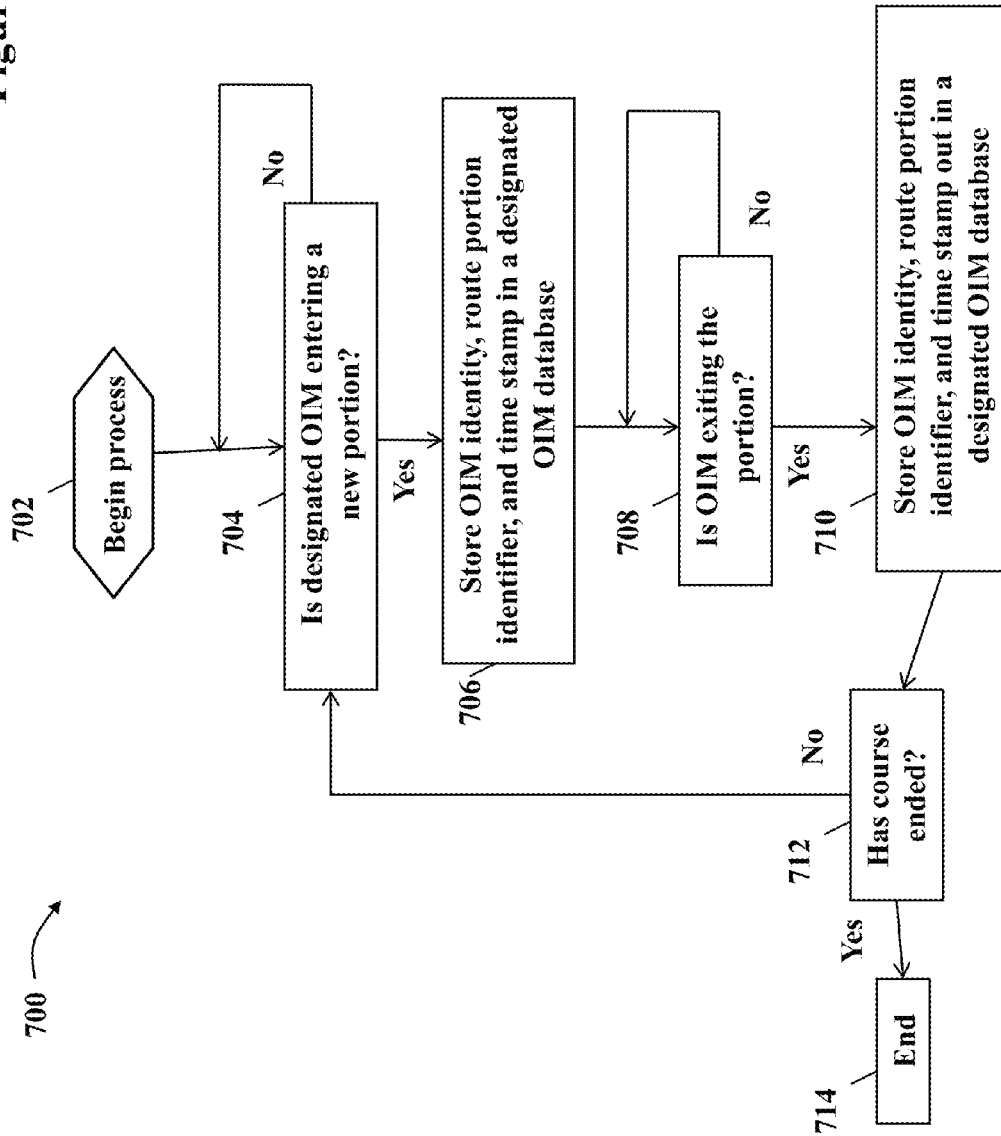 700
702
Begin process
704
Is designated OIM entering a
new portion?
No
Yes
706
Store OIM identity, route portion
identifier, and time stamp in a designated
OIM database
708
Is OIM exiting the
portion?
No
Yes
710
Store OIM identity, route portion
identifier, and time stamp out in a
designated OIM database
712
Has course
ended?
No
Yes
714
End